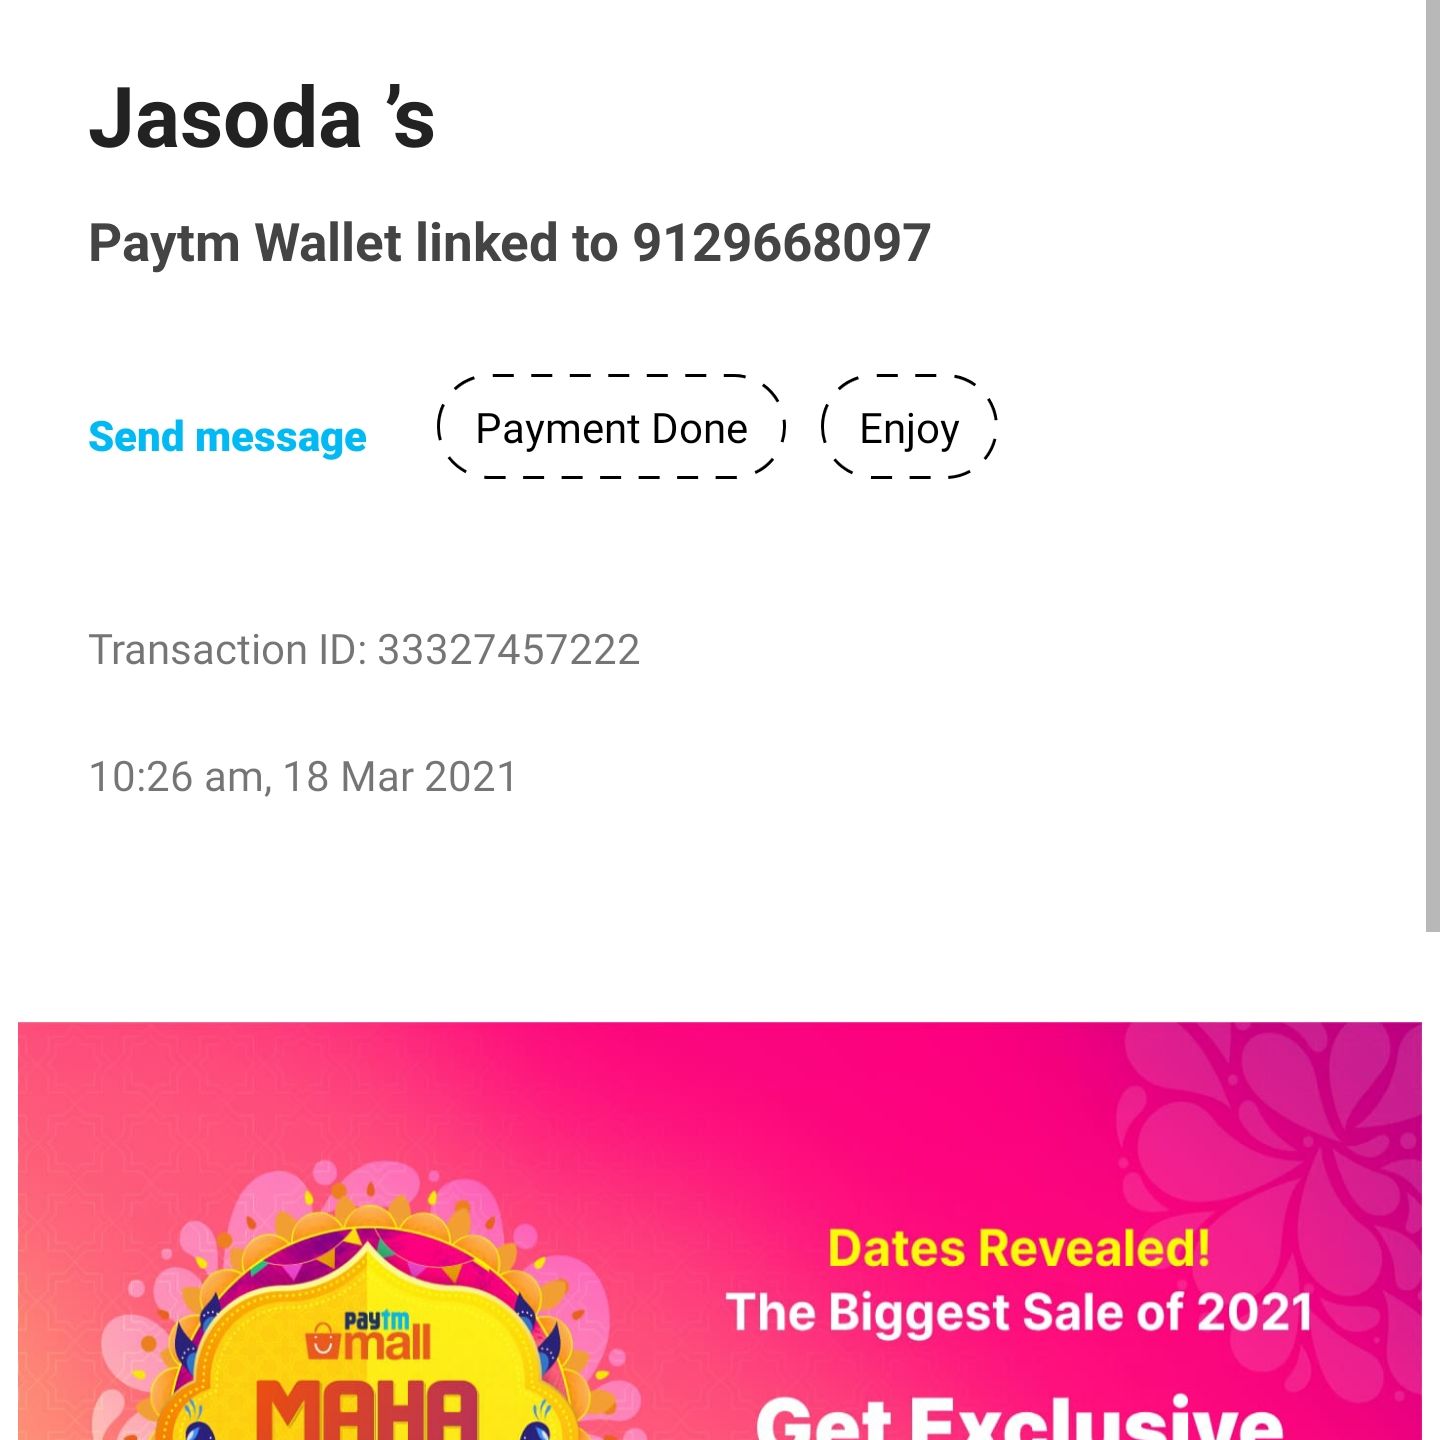 Jasoda ’s
Paytm Wallet linked to 9129668097
Send message
Payment Done
Enjoy
Transaction ID: 33327457222
10:26 am, 18 Mar 2021
paytm
mall
MAHA
Dates Revealed!
The Biggest Sale of 2021
Get Exclusive